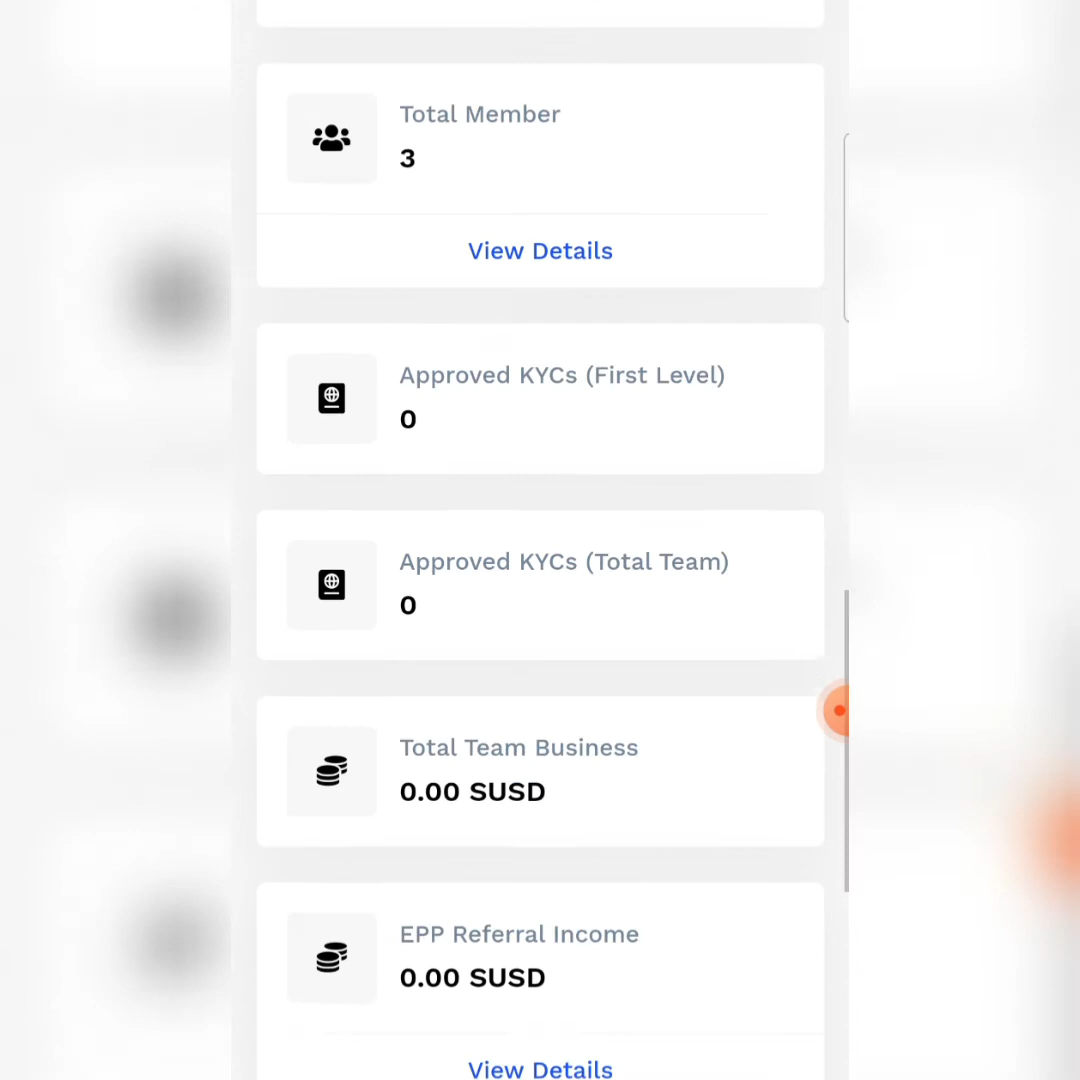 Total Member
3
View Details
Approved KYCs (First Level)
0
Approved KYCs (Total Team)
0
Total Team Business
0.00 SUSD
EPP Referral Income
0.00 SUSD
View Details